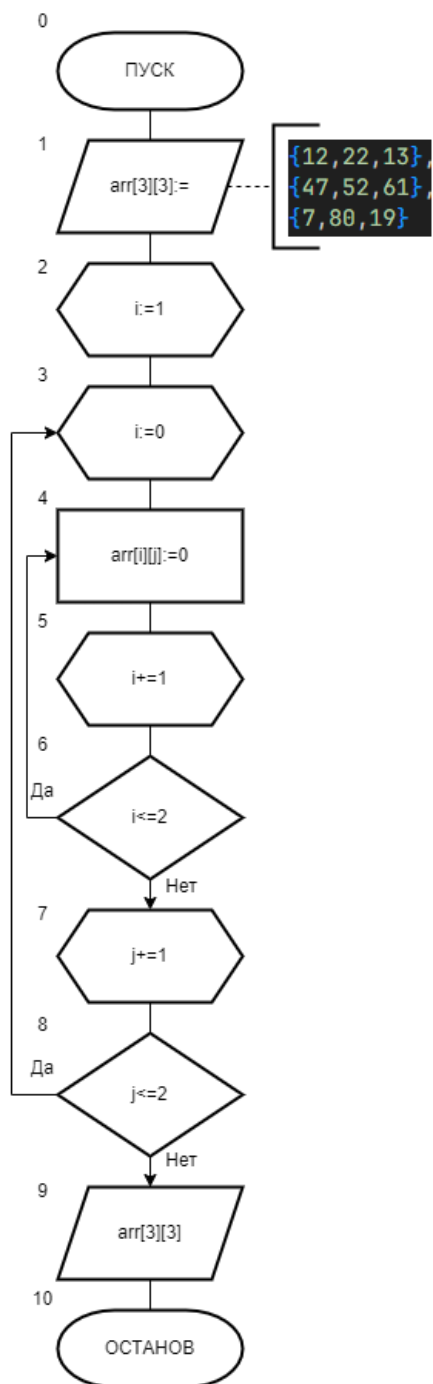 0
ПУСК
1
arr[3][3]:=
{12,22,13},
{47,52,61},
{7,80,19}
2
i:=1
3
i:=0
4
arr[i][j]:=0
5
i+=1
6
Да
i<=2
Нет
7
j+=1
8
Да
j<=2
Нет
9
arr[3][3]
10
ОСТАНОВ